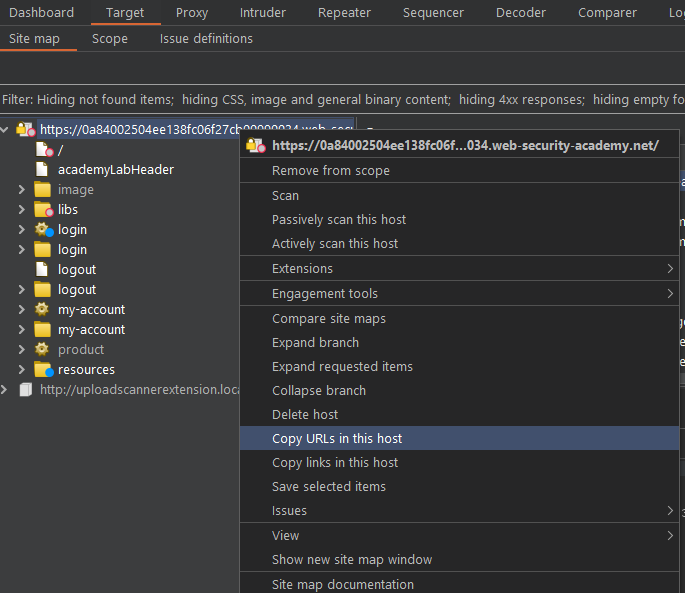 Dashboard Target Proxy Intruder Repeater Sequencer Decoder Comparer
Site map Scope Issue definitions
Filter: Hiding not found items; hiding CSS, image and general binary content; hiding 4xx responses; hiding empty fo
https://0a84002504ee138fc06f27cb00990034.web-secu
/
academyLabHeader
image
libs
login
login
logout
logout
my-account
my-account
product
resources
http://uploadscannerextension.loca
https://0a84002504ee138fc06f...034.web-security-academy.net/
Remove from scope
Scan
Passively scan this host
Actively scan this host
Extensions
Engagement tools
Compare site maps
Expand branch
Expand requested items
Collapse branch
Delete host
Copy URLs in this host
Copy links in this host
Save selected items
Issues
View
Show new site map window
Site map documentation